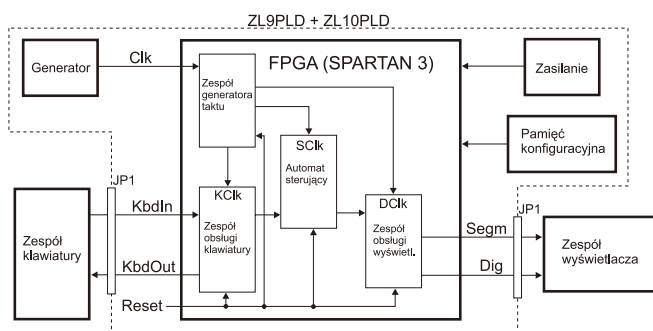 ZL9PLD + ZL10PLD
Generator
Clk
FPGA (SPARTAN 3)
Zasilanie
Zespół
generatora
taktu
Pamięć
konfiguracyjna
SClk
Automat
sterujący
JP1
KClk
DClk
JP1
Zespół
klawiatury
KbdIn
KbdOut
Zespół
obsługi
klawiatury
Zespół
obsługi
wyświetl.
Segm
Dig
Zespół
wyświetlacza
Reset